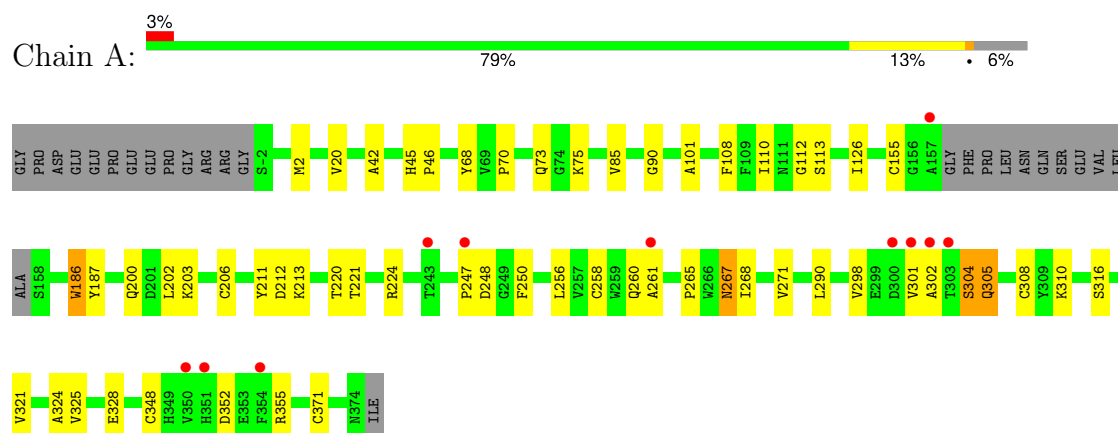 3%
Chain A:
79% 13% • 6%
GLY PRO ASP GLU GLU PRO GLU GLU PRO GLY ARG ARG GLY S-2 M2 V20 A42 H45 P46 Y68 V69 P70 Q73 G74 K75 V85 G90 A101 F108 F109 I110 N111 G112 S113 I126 C155 G156 A157 GLY PHE PRO LEU ASN GLN SER GLU VAL LEU
ALA S158 W186 Y187 Q200 D201 L202 K203 C206 Y211 D212 K213 T220 T221 R224 T243 P247 D248 G249 F250 L256 V257 C258 W259 Q260 A261 P265 W266 N267 I268 V271 L290 V298 E299 D300 V301 A302 T303 S304 Q305 C308 Y309 K310 S316
V321 A324 V325 E328 C348 H349 V350 H351 D352 E353 F354 R355 C371 N374 ILE